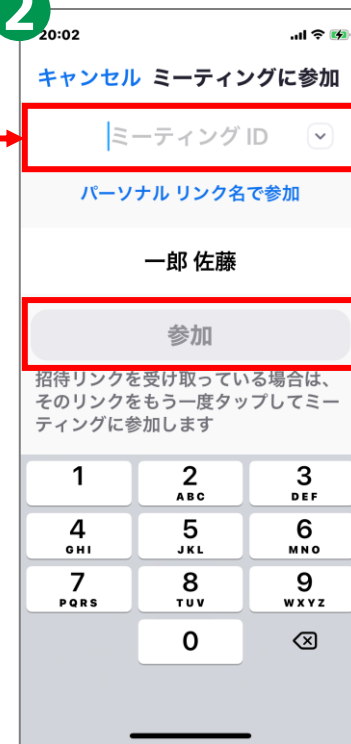 2
20:02
キャンセル ミーティングに参加
ミーティング ID
パーソナル リンク名で参加
一郎 佐藤
参加
招待リンクを受け取っている場合は、
そのリンクをもう一度タップしてミー
ティングに参加します
1 2 3
ABC DEF
4 5 6
GHI JKL MNO
7 8 9
PQRS TUV WXYZ
0